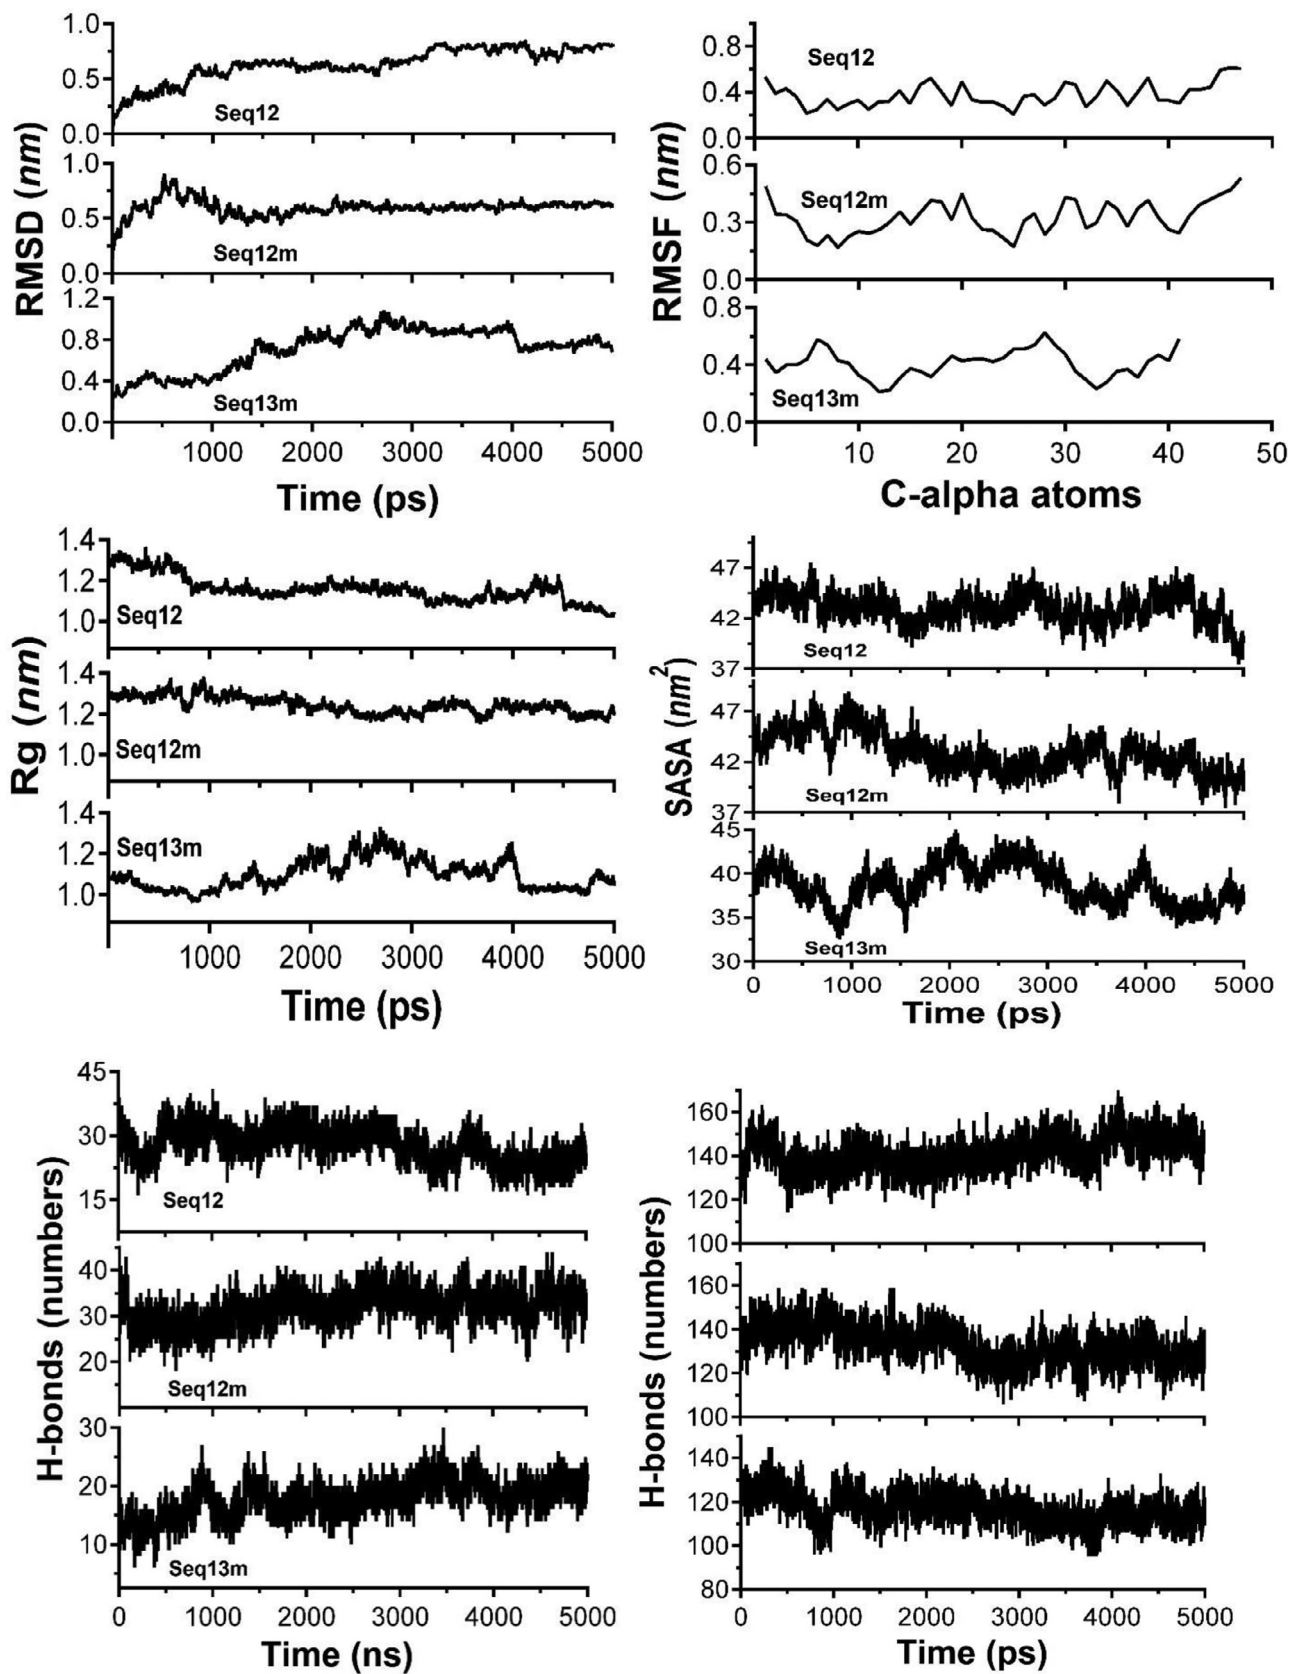 1.0
0.5
0.0
Seq12
1.0
0.5
0.0
Seq12m
1.2
0.8
0.4
0.0
Seq13m
1000 2000 3000 4000 5000
RMSD (nm)
Time (ps)
0.8
0.4
0.0
Seq12
0.6
0.3
0.0
Seq12m
0.8
0.4
0.0
Seq13m
10 20 30 40 50
RMSF (nm)
C-alpha atoms
1.4
1.2
1.0
Seq12
1.4
1.2
1.0
Seq12m
1.4
1.2
1.0
Seq13m
1000 2000 3000 4000 5000
Rg (nm)
Time (ps)
47
42
37
Seq12
47
42
37
Seq12m
45
40
35
30
Seq13m
0 1000 2000 3000 4000 5000
SASA (nm²)
Time (ps)
45
30
15
Seq12
40
30
20
Seq12m
30
20
10
Seq13m
0 1000 2000 3000 4000 5000
H-bonds (numbers)
Time (ns)
160
140
120
100
160
140
120
100
140
120
100
80
0 1000 2000 3000 4000 5000
H-bonds (numbers)
Time (ps)